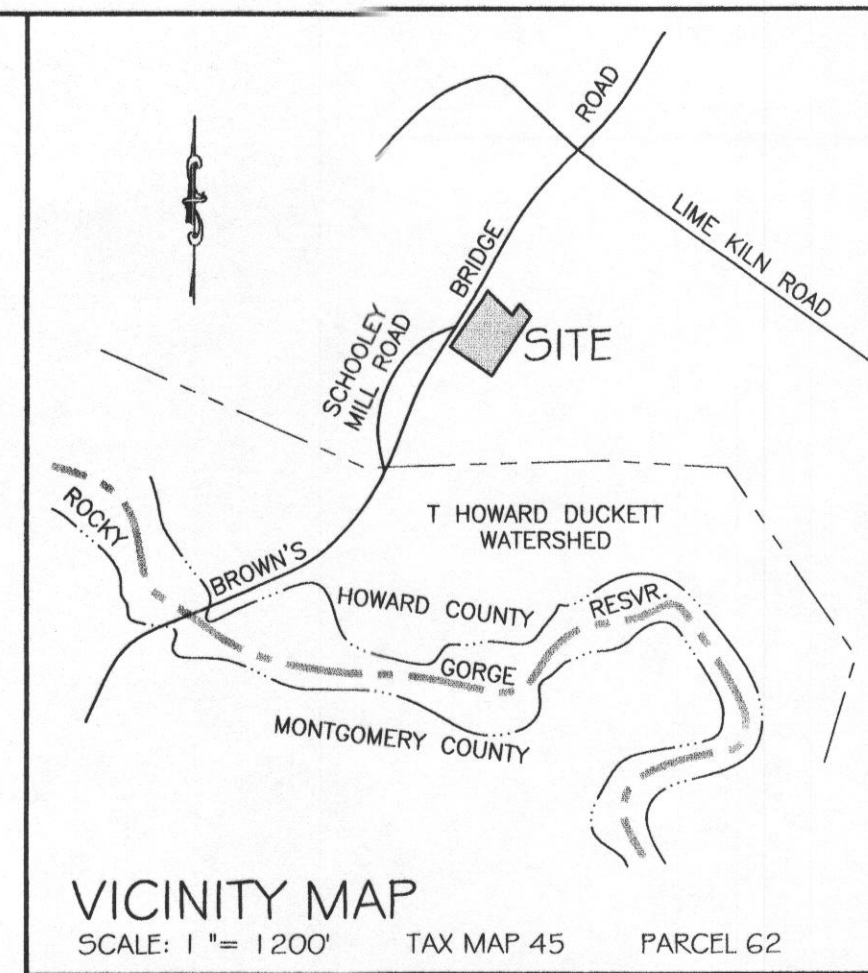 ROAD
LIME KILN ROAD
BRIDGE
SITE
SCHOOLEY
MILL ROAD
T HOWARD DUCKETT
WATERSHED
ROCKY
BROWN'S
HOWARD COUNTY
RESVR.
GORGE
MONTGOMERY COUNTY
VICINITY MAP
SCALE: 1 "= 1200' TAX MAP 45 PARCEL 62